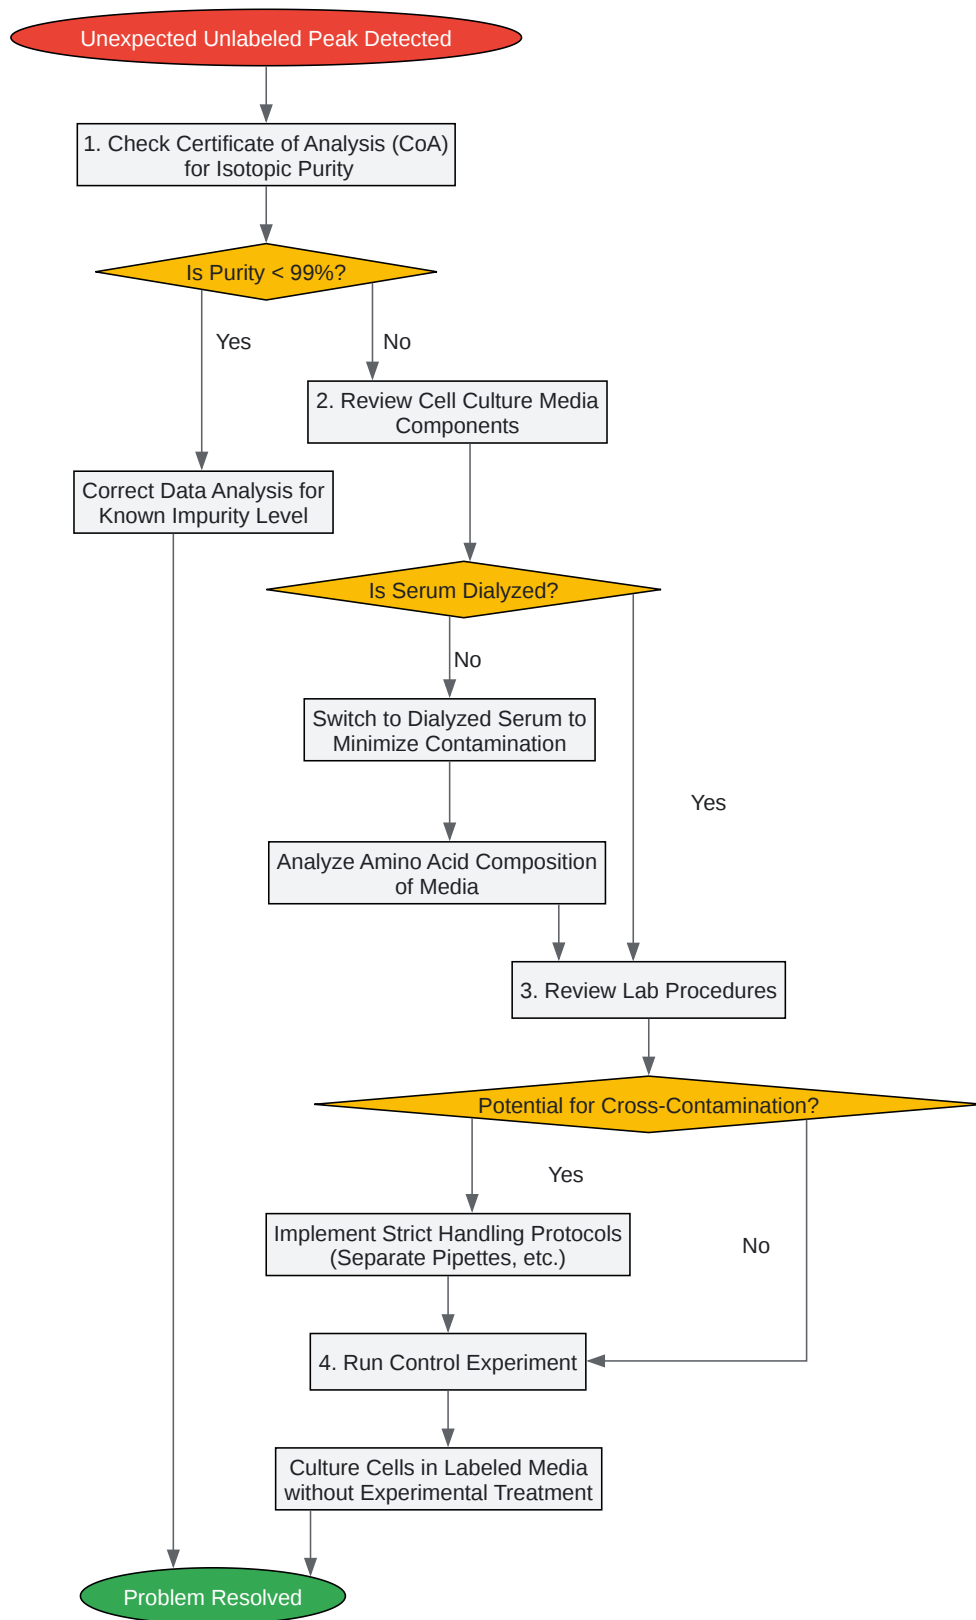 Unexpected Unlabeled Peak Detected
1. Check Certificate of Analysis (CoA)
for Isotopic Purity
Is Purity < 99%?
Yes
No
2. Review Cell Culture Media
Components
Correct Data Analysis for
Known Impurity Level
Is Serum Dialyzed?
No
Switch to Dialyzed Serum to
Minimize Contamination
Yes
Analyze Amino Acid Composition
of Media
3. Review Lab Procedures
Potential for Cross-Contamination?
Yes
Implement Strict Handling Protocols
(Separate Pipettes, etc.)
No
4. Run Control Experiment
Culture Cells in Labeled Media
without Experimental Treatment
Problem Resolved